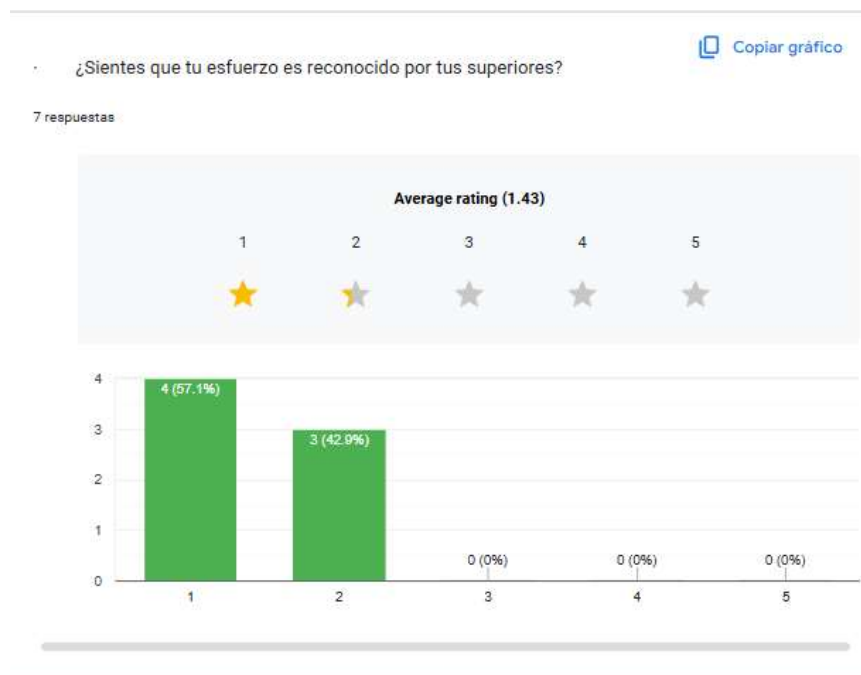 Copiar gráfico
· ¿Sientes que tu esfuerzo es reconocido por tus superiores?
7 respuestas
Average rating (1.43)
1 2 3 4 5
4
4 (57.1%)
3
3 (42.9%)
2
1
0 (0%) 0 (0%) 0 (0%)
0
1 2 3 4 5